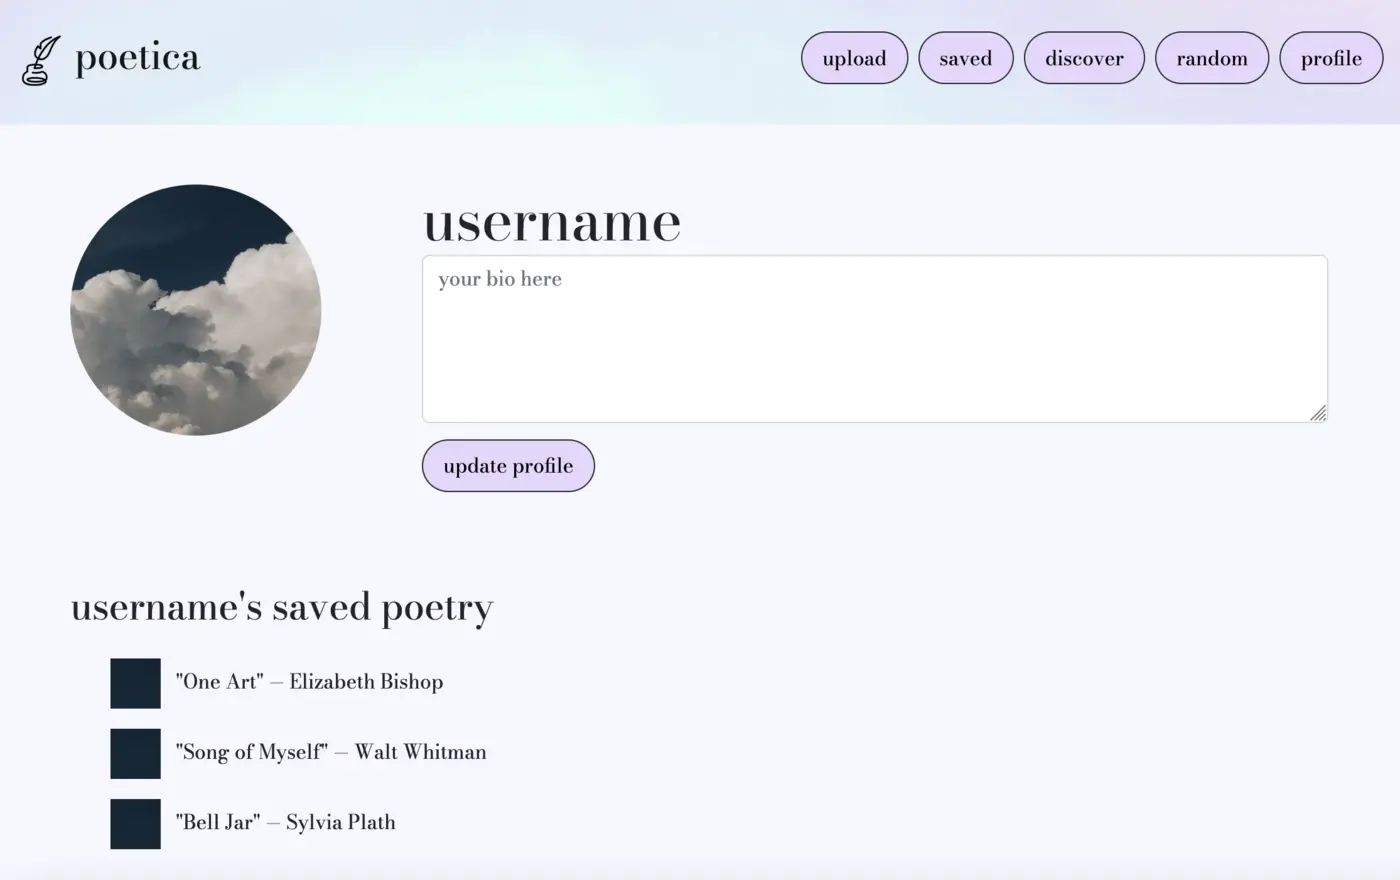 poetica
upload saved discover random profile
username
your bio here
update profile
username's saved poetry
"One Art" — Elizabeth Bishop
"Song of Myself" — Walt Whitman
"Bell Jar" — Sylvia Plath